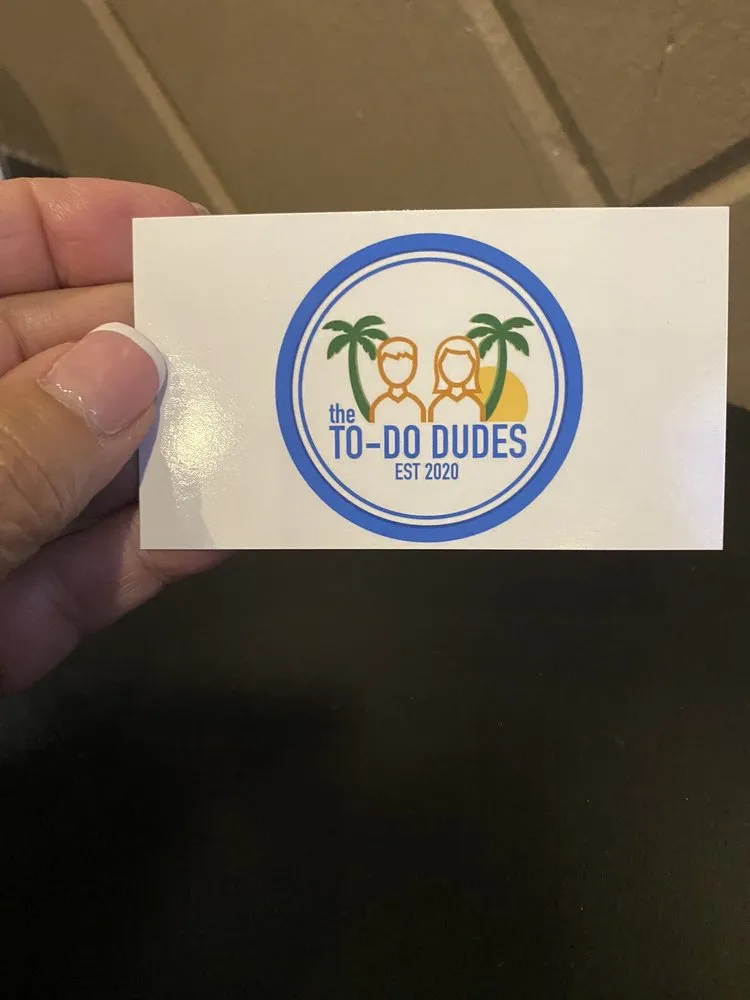 the
TO-DO DUDES
EST 2020